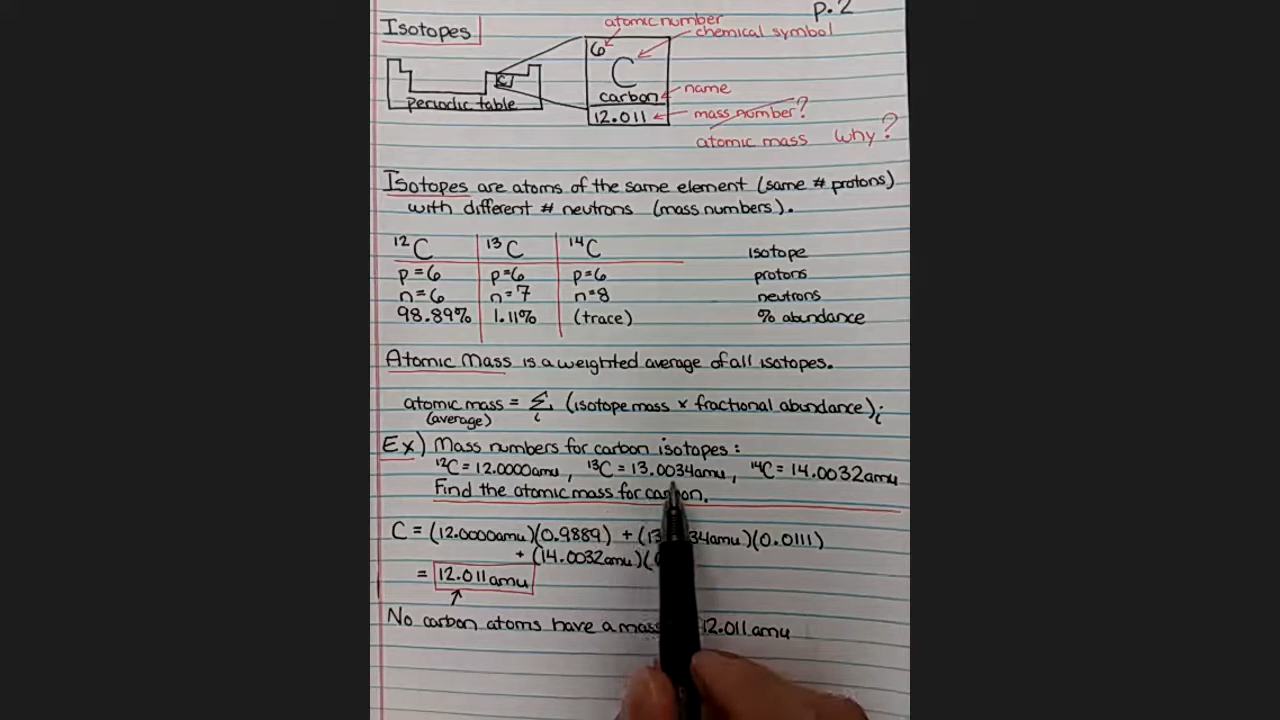 p. 2
Isotopes
atomic number
chemical symbol
6
C
C
periodic table
carbon
name
12.011
mass number?
atomic mass why?
Isotopes are atoms of the same element (same # protons)
with different # neutrons (mass numbers).
¹²C ¹³C ¹⁴C isotope
p=6 p=6 p=6 protons
n=6 n=7 n=8 neutrons
98.89% 1.11% (trace) % abundance
Atomic Mass is a weighted average of all isotopes.
atomic mass = Σ (isotope mass × fractional abundance)i
(average) i
Ex) Mass numbers for carbon isotopes:
¹²C = 12.0000amu, ¹³C = 13.0034amu, ¹⁴C = 14.0032amu
Find the atomic mass for carbon.
C = (12.0000amu)(0.9889) + (13 34amu)(0.0111)
+ (14.0032amu)(
= 12.011amu
No carbon atoms have a mass 12.011 amu